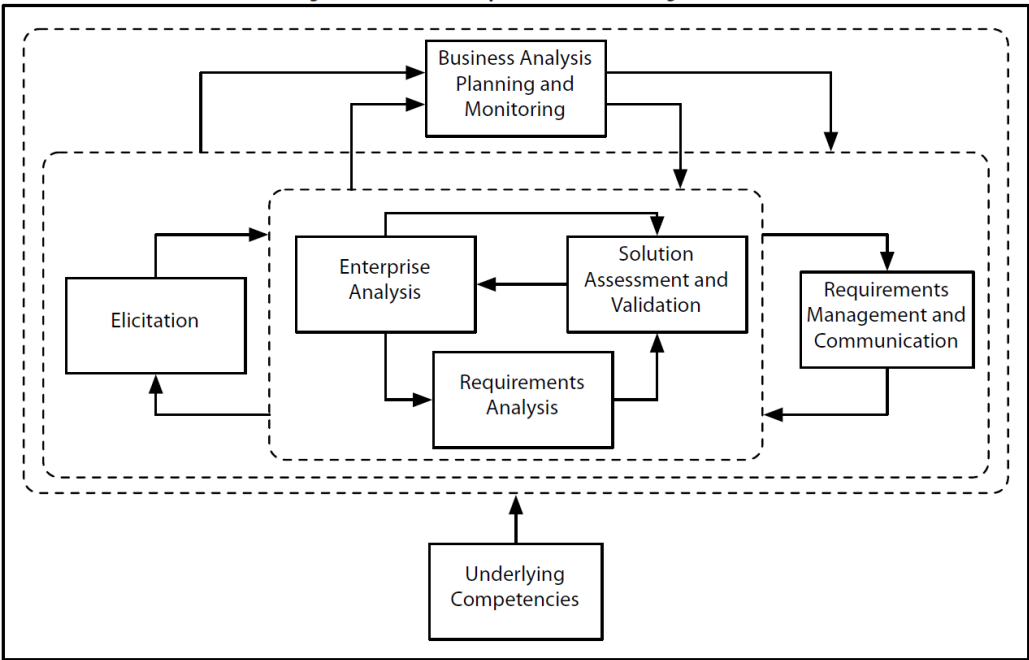 Business Analysis
Planning and
Monitoring
Enterprise
Analysis
Solution
Assessment and
Validation
Elicitation
Requirements
Management and
Communication
Requirements
Analysis
Underlying
Competencies